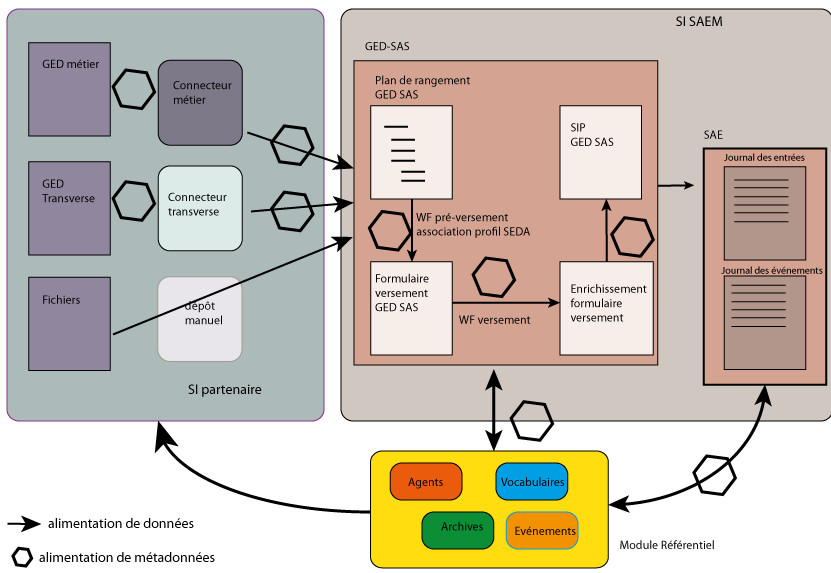 SI SAEM
GED-SAS
GED métier
Connecteur
métier
Plan de rangement
GED SAS
SIP
GED SAS
SAE
Journal des entrées
GED
Transverse
Connecteur
transverse
WF pré-versement
association profil SEDA
Fichiers
dépôt
manuel
Formulaire
versement
GED SAS
WF versement
Enrichissement
formulaire
versement
Journal des événements
SI partenaire
Agents
Vocabulaires
Archives
Evénements
Module Référentiel
alimentation de données
alimentation de métadonnées